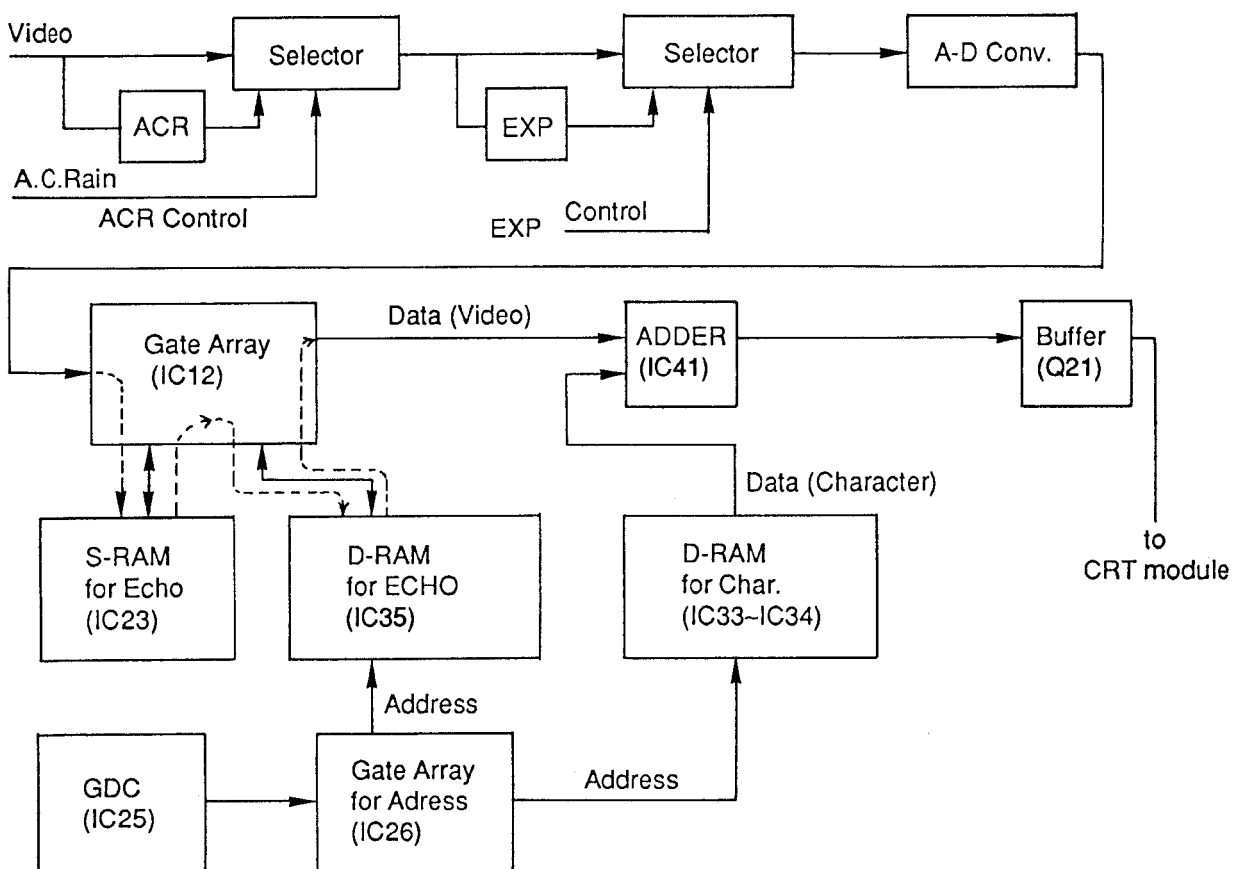 Video
Selector
Selector
A-D Conv.
ACR
EXP
A.C.Rain
ACR Control
EXP Control
Gate Array
(IC12)
Data (Video)
ADDER
(IC41)
Buffer
(Q21)
Data (Character)
S-RAM
for Echo
(IC23)
D-RAM
for ECHO
(IC35)
D-RAM
for Char.
(IC33~IC34)
to
CRT module
Address
GDC
(IC25)
Gate Array
for Adress
(IC26)
Address